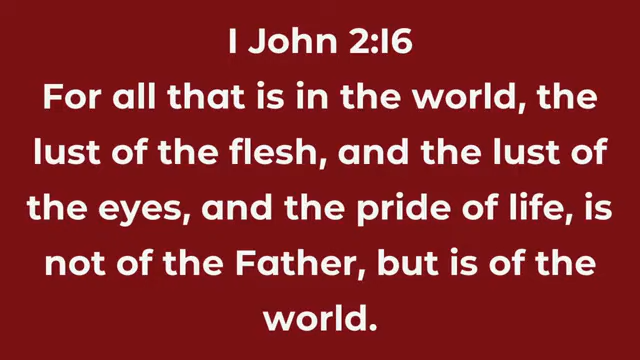 1 John 2:16
For all that is in the world, the
lust of the flesh, and the lust of
the eyes, and the pride of life, is
not of the Father, but is of the
world.